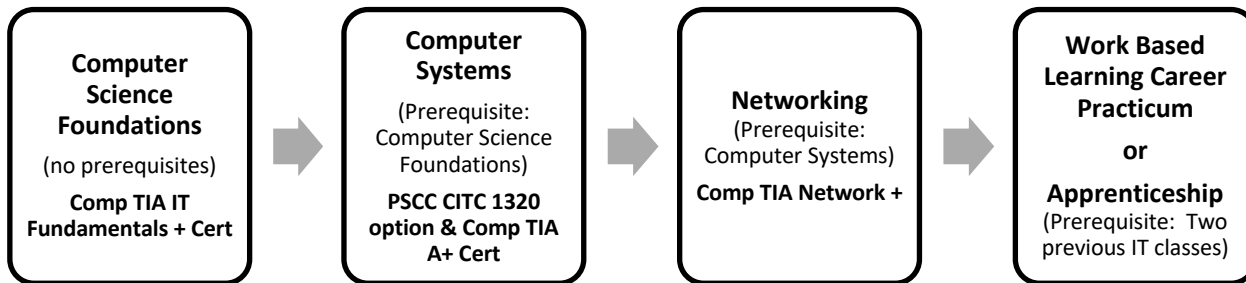 Computer
Science
Foundations
(no prerequisites)
Comp TIA IT
Fundamentals + Cert
Computer
Systems
(Prerequisite:
Computer Science
Foundations)
PSCC CITC 1320
option & Comp TIA
A+ Cert
Networking
(Prerequisite:
Computer Systems)
Comp TIA Network +
Work Based
Learning Career
Practicum
or
Apprenticeship
(Prerequisite: Two
previous IT classes)